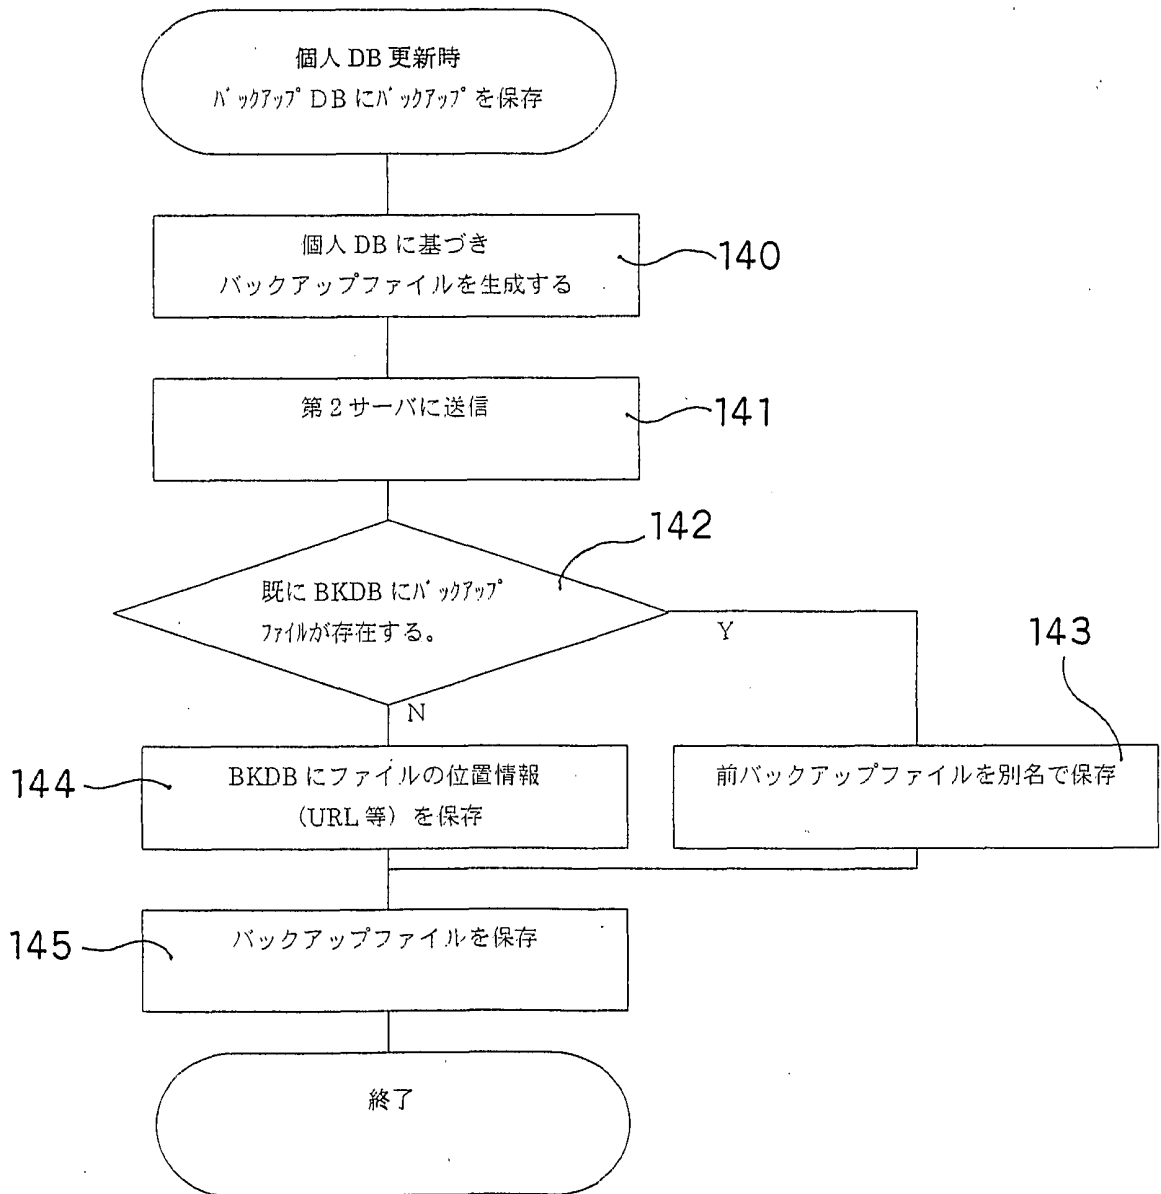 個人 DB 更新時
ﾊﾞｯｸｱｯﾌﾟ DB にﾊﾞｯｸｱｯﾌﾟを保存
個人 DB に基づき
バックアップファイルを生成する
140
第2サーバに送信
141
142
既に BKDB にﾊﾞｯｸｱｯﾌﾟ
ﾌｧｲﾙが存在する。
Y
N
143
144
BKDB にファイルの位置情報
（URL 等）を保存
前バックアップファイルを別名で保存
145
バックアップファイルを保存
終了